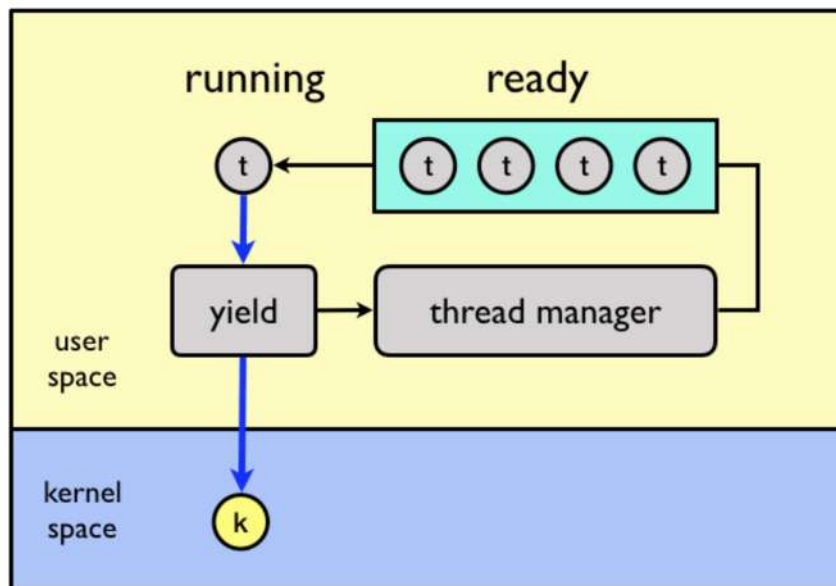 running
ready
t
t
t
t
t
yield
thread manager
user
space
kernel
space
k